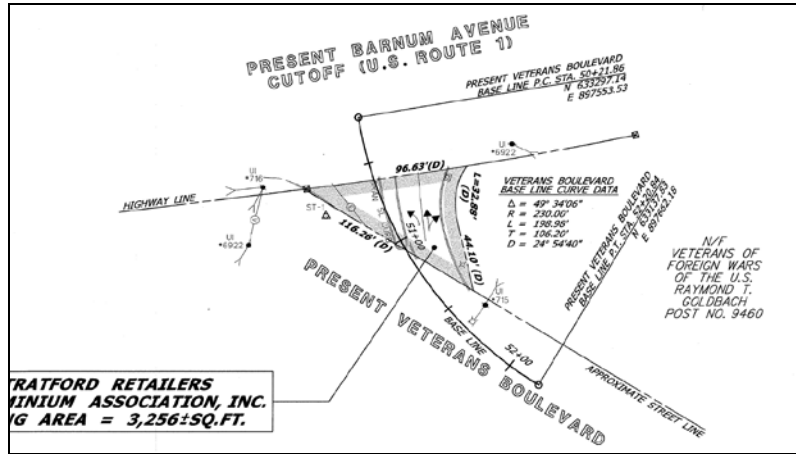 PRESENT BARNUM AVENUE
CUTOFF (U.S. ROUTE 1)
PRESENT VETERANS BOULEVARD
BASE LINE P.C. STA. 50+21.86
N 633297.14
E 897553.53
UI
*6922
UI
*716
96.63'(D)
L=32.88'
(D)
VETERANS BOULEVARD
BASE LINE CURVE DATA
Δ = 49° 34'06"
R = 230.00'
L = 198.98'
T = 106.20'
D = 24° 54'40"
HIGHWAY LINE
ST-1
UI
*6922
116.26'(D)
51+00
44.10'(D)
PRESENT VETERANS BOULEVARD
BASE LINE P.T. STA.
E 897662.18
N/F
VETERANS OF
FOREIGN WARS
OF THE U.S.
RAYMOND T.
GOLDBACH
POST NO. 9460
UI
*715
PRESENT VETERANS BOULEVARD
BASE LINE
52+00
APPROXIMATE STREET LINE
TRATFORD RETAILERS
MINIUM ASSOCIATION, INC.
NG AREA = 3,256±SQ.FT.